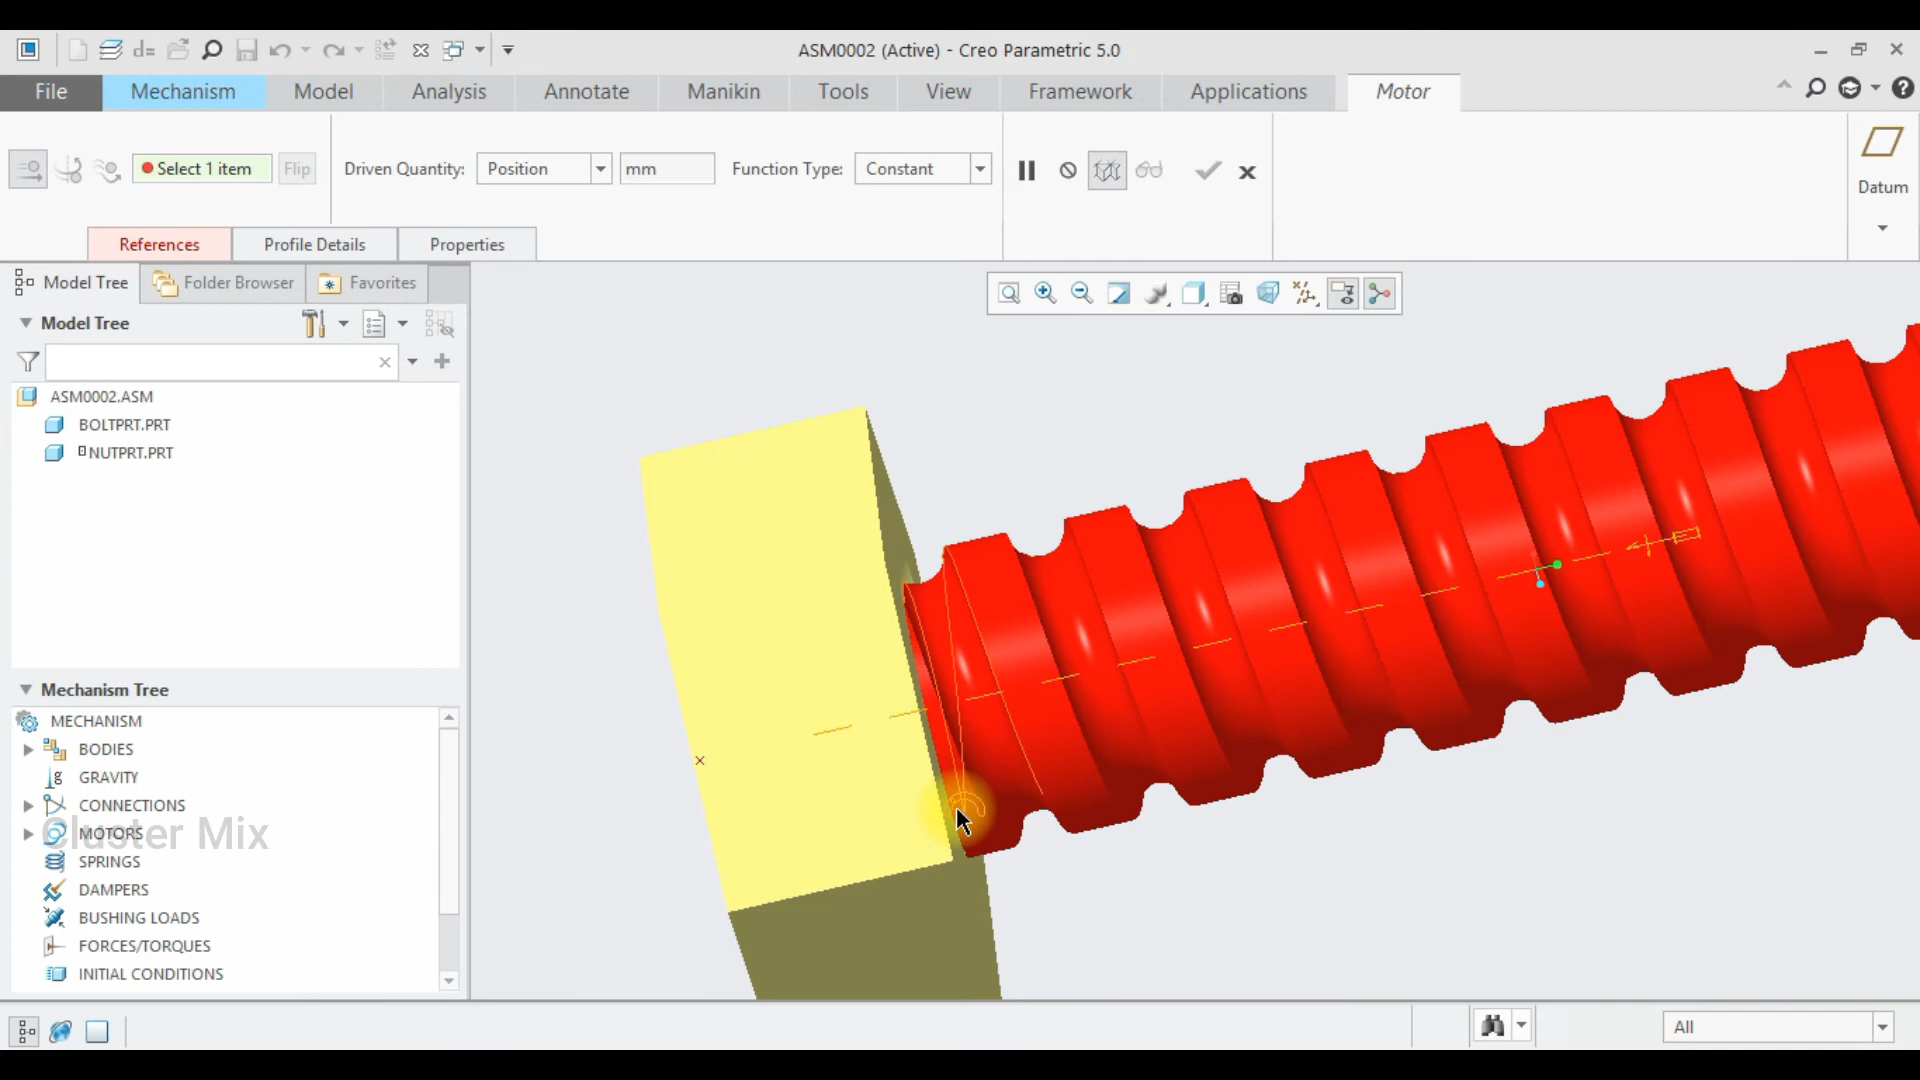 ASM0002 (Active) - Creo Parametric 5.0
File Mechanism Model Analysis Annotate Manikin Tools View Framework Applications Motor
Select 1 item Flip Driven Quantity: Position mm Function Type: Constant
Datum
References Profile Details Properties
Model Tree Folder Browser Favorites
Model Tree
ASM0002.ASM
BOLTPRT.PRT
NUTPRT.PRT
Mechanism Tree
MECHANISM
BODIES
GRAVITY
CONNECTIONS
MOTORS
Cluster Mix
SPRINGS
DAMPERS
BUSHING LOADS
FORCES/TORQUES
INITIAL CONDITIONS
All